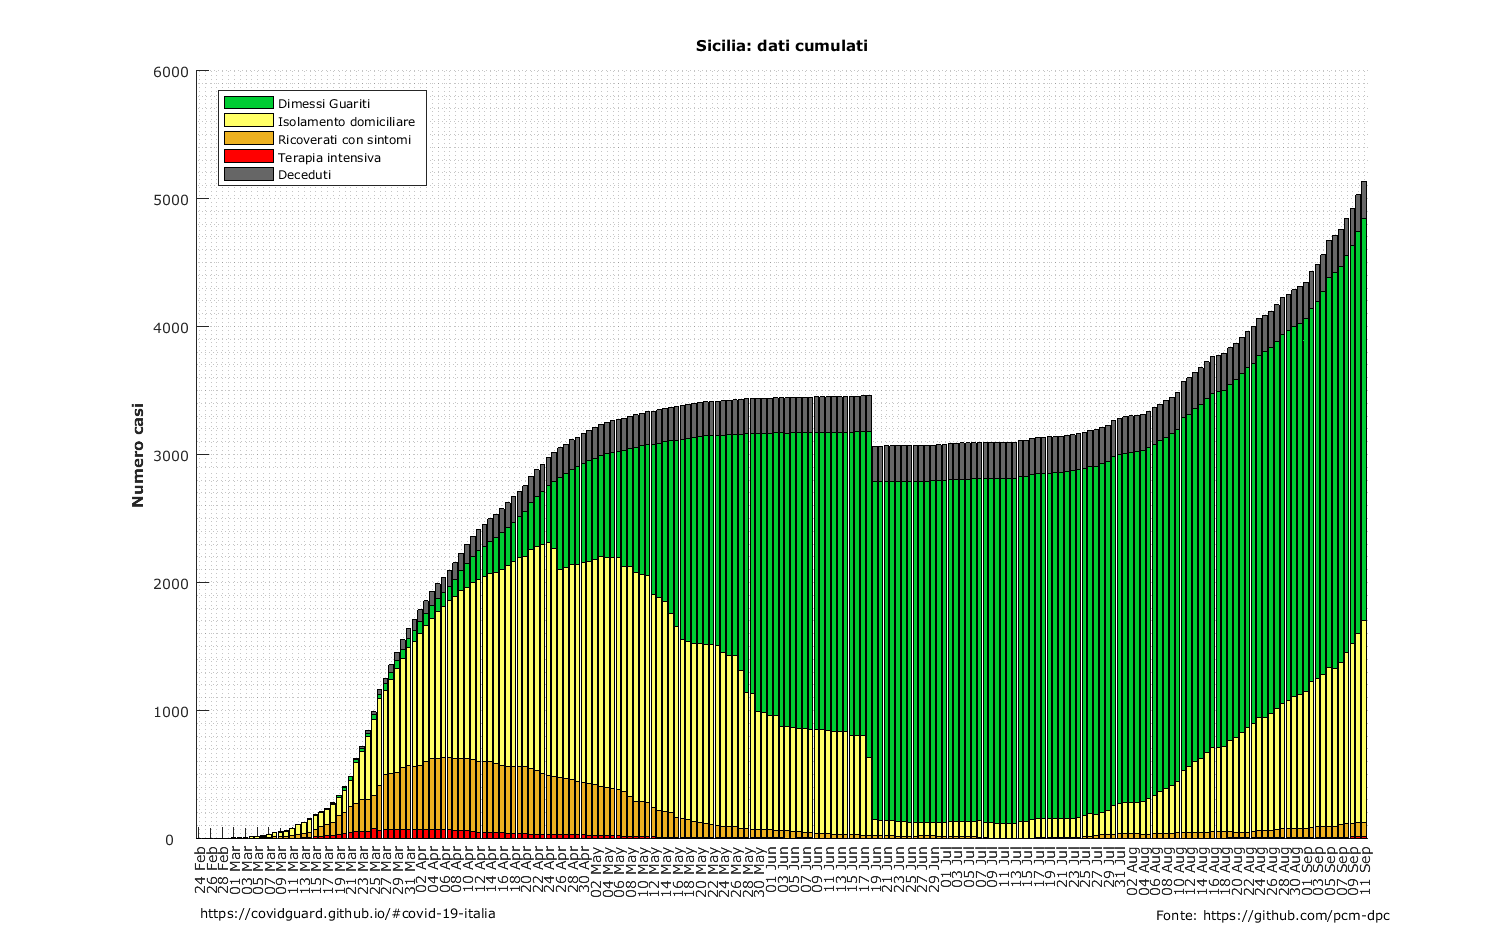 Sicilia: dati cumulati
6000
5000
4000
3000
2000
1000
0
Numero casi
Dimessi Guariti
Isolamento domiciliare
Ricoverati con sintomi
Terapia intensiva
Deceduti
24 Feb
26 Feb
28 Feb
01 Mar
03 Mar
05 Mar
07 Mar
09 Mar
11 Mar
13 Mar
15 Mar
17 Mar
19 Mar
21 Mar
23 Mar
25 Mar
27 Mar
29 Mar
31 Mar
02 Apr
04 Apr
06 Apr
08 Apr
10 Apr
12 Apr
14 Apr
16 Apr
18 Apr
20 Apr
22 Apr
24 Apr
26 Apr
28 Apr
30 Apr
02 May
04 May
06 May
08 May
10 May
12 May
14 May
16 May
18 May
20 May
22 May
24 May
26 May
28 May
30 May
01 Jun
03 Jun
05 Jun
07 Jun
09 Jun
11 Jun
13 Jun
15 Jun
17 Jun
19 Jun
21 Jun
23 Jun
25 Jun
27 Jun
29 Jun
01 Jul
03 Jul
05 Jul
07 Jul
09 Jul
11 Jul
13 Jul
15 Jul
17 Jul
19 Jul
21 Jul
23 Jul
25 Jul
27 Jul
29 Jul
31 Jul
02 Aug
04 Aug
06 Aug
08 Aug
10 Aug
12 Aug
14 Aug
16 Aug
18 Aug
20 Aug
22 Aug
24 Aug
26 Aug
28 Aug
30 Aug
01 Sep
03 Sep
05 Sep
07 Sep
09 Sep
11 Sep
https://covidguard.github.io/#covid-19-italia
Fonte: https://github.com/pcm-dpc